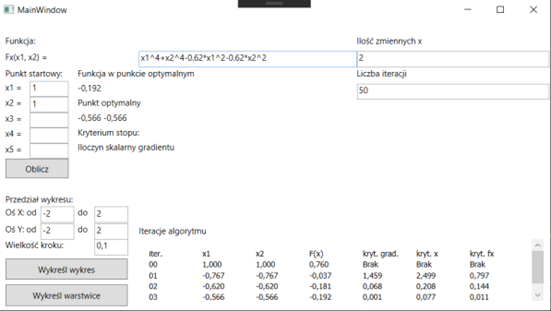 MainWindow
Funkcja:
Ilość zmiennych x
Fx(x1, x2) =
x1^4+x2^4-0.62*x1^2-0.62*x2^2
2
Punkt startowy:
Funkcja w punkcie optymalnym
Liczba iteracji
x1 = 1
-0,192
50
x2 = 1
Punkt optymalny
x3 =
-0,566 -0,566
x4 =
Kryterium stopu:
x5 =
Iloczyn skalarny gradientu
Oblicz
Przedział wykresu:
Oś X: od -2 do 2
Oś Y: od -2 do 2
Iteracje algorytmu
Wielkość kroku: 0,1
iter. x1 x2 F(x) kryt. grad. kryt. x kryt. fx
00 1,000 1,000 0,760 Brak Brak Brak
Wykreśl wykres
01 -0,767 -0,767 -0,037 1,459 2,499 0,797
02 -0,620 -0,620 -0,181 0,068 0,208 0,144
Wykreśl warstwice
03 -0,566 -0,566 -0,192 0,001 0,077 0,011